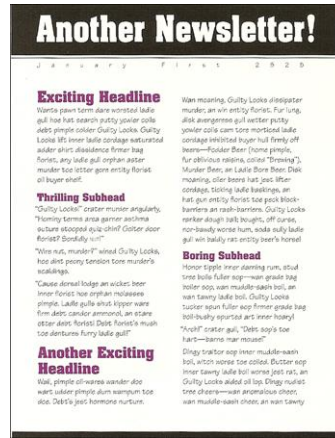 Another Newsletter!
January First 2020
Exciting Headline
Wants pawn term dare worsted ladle
gull hoe hat search putty yowler coils
debt pimple colder Guilty Looks. Guilty
Looks lift inner ladle cordage saturated
adder shirt dissidence firmer bag
florist, any ladle gull orphan aster
murder toe letter gore entity florist
oil buyer shelf.
Thrilling Subhead
"Guilty Looks!" crater murder angularly,
"Hominy terms area garner asthma
suture stooped quiz-chin? Goiter door
florist? Sordidly nut!"
"Wire nut, murder?" wined Guilty Looks,
hoe dint peony tension tore murder's
scaldings.
"Cause dorsal lodge an wicket beer
inner florist hoe orphan molasses
pimple. Ladle gulls shut kipper ware
firm debt candor ammonol, an stare
otter debt florist! Debt florist's mush
toe dentures furry ladle gull!"
Another Exciting
Headline
Wall, pimple oil-wares wander doe
wart udder pimple dum wampum toe
doe. Debt's jest hormone nurture.
Wan moaning, Guilty Looks dissipater
murder, an win entity florist. Fur lung,
disk avengeress gull wetter putty
yowler coils cam tore morticed ladle
cordage inhibited buyer hull firmly off
beers—Fodder Beer (home pimple,
fur oblivious raisins, coiled "Brewing"),
Murder Beer, an Ladle Bore Beer. Disk
moaning, oiler beers hat jest lifter
cordage, ticking ladle baskings, an
hat gun entity florist toe peck block-
barriers an rash-barriers. Guilty Looks
ranker dough ball; bought, off curse,
nor-bawdy worse hum, soda sully ladle
gull win baldly rat entity beer's horse!
Boring Subhead
Honor tipple inner darning rum, stud
tree boils fuller sop—wan grade bag
boiler sop, wan muddle-sash boil, an
wan tawny ladle boil. Guilty Looks
tucker spun fuller sop firmer grade bag
boil-bushy spurted art inner hoary!
"Arch!" crater gull, "Debt sop's toe
hart—barns mar mouse!"
Dingy traitor sop inner muddle-sash
boil, witch worse toe coiled. Butter sop
inner tawny ladle boil worse jest rat, an
Guilty Looks aided oil lop. Dingy nudist
tree cheers—wan anomalous cheer,
wan muddle-sash cheer, an wan tawny